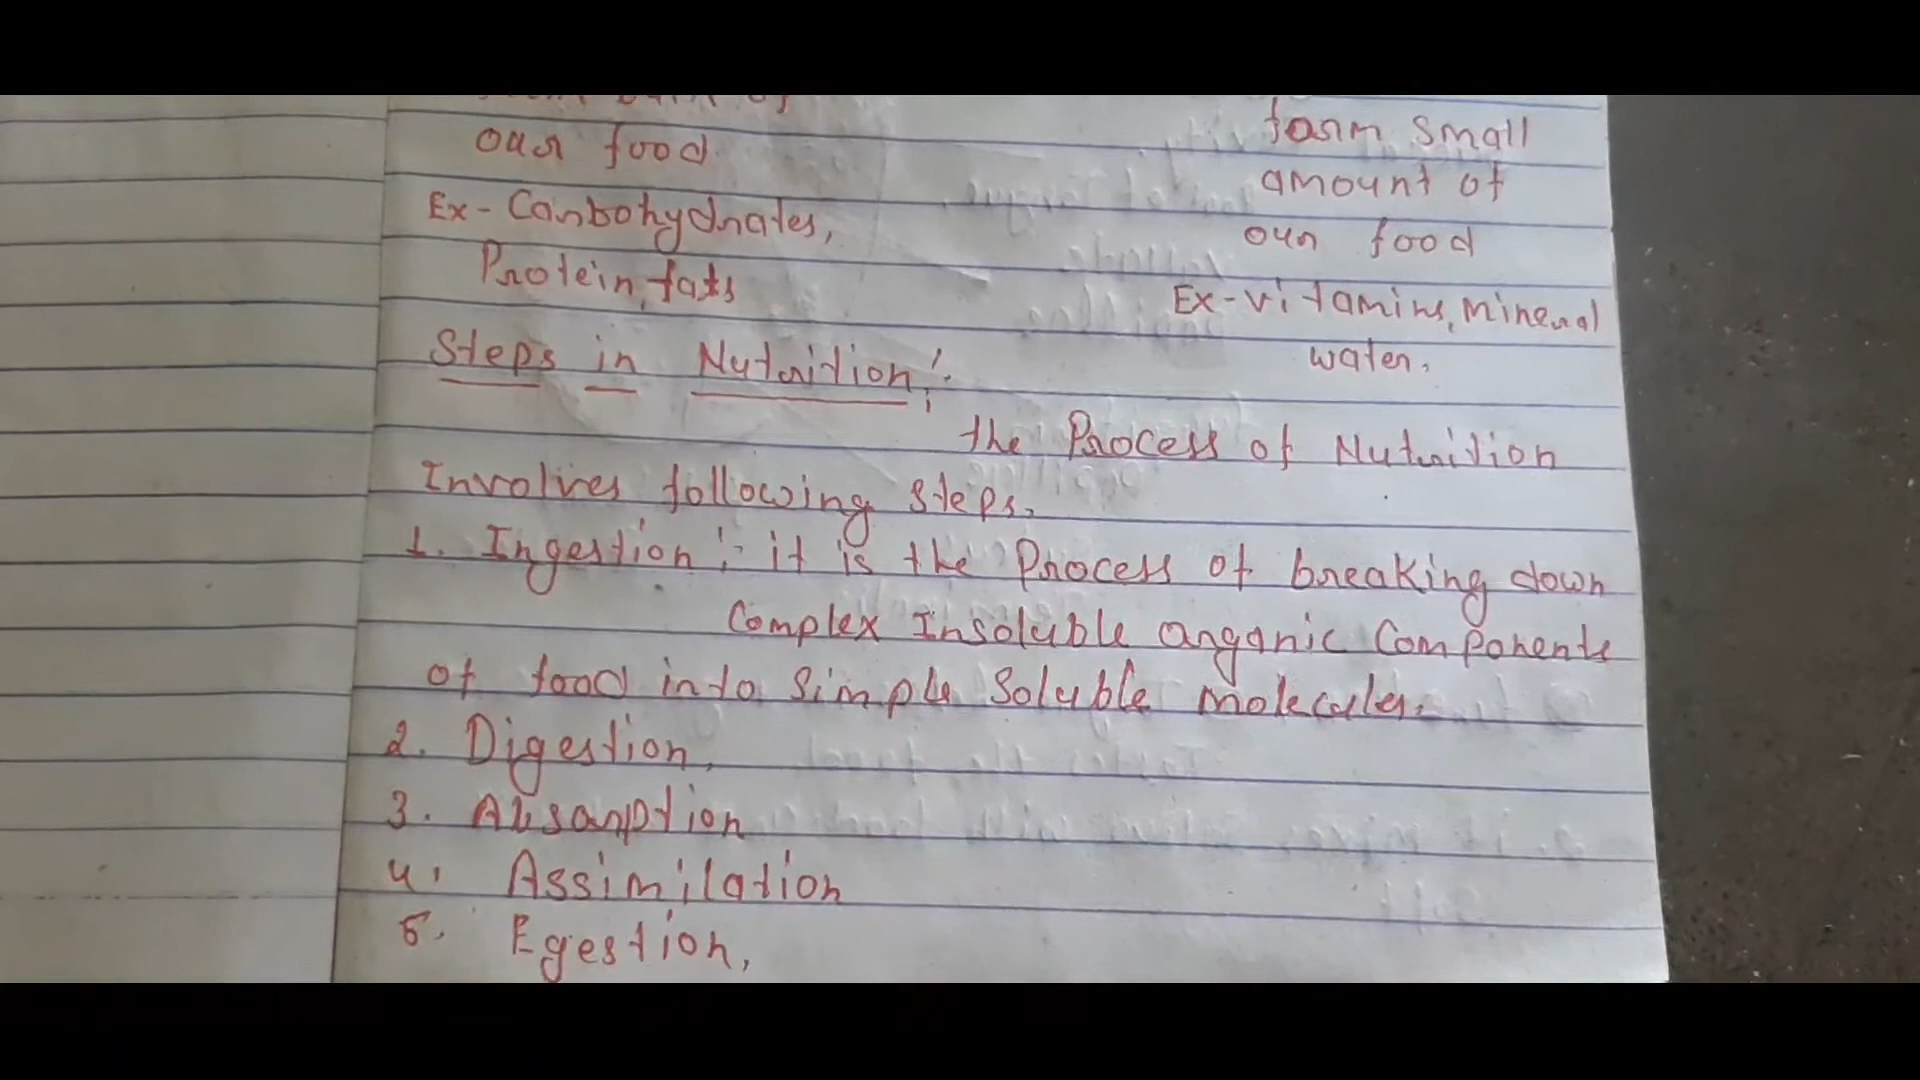 our food
Ex- Carbohydrates,
Protein, fats
form small
amount of
our food
Ex-vitamins, mineral
water.
Steps in Nutrition:
the Process of Nutrition
Involves following steps.
1. Ingestion: it is the Process of breaking down
Complex Insoluble organic Components
of food into Simple Soluble molecules.
2. Digestion,
3. Absorption
4. Assimilation
5. Egestion,